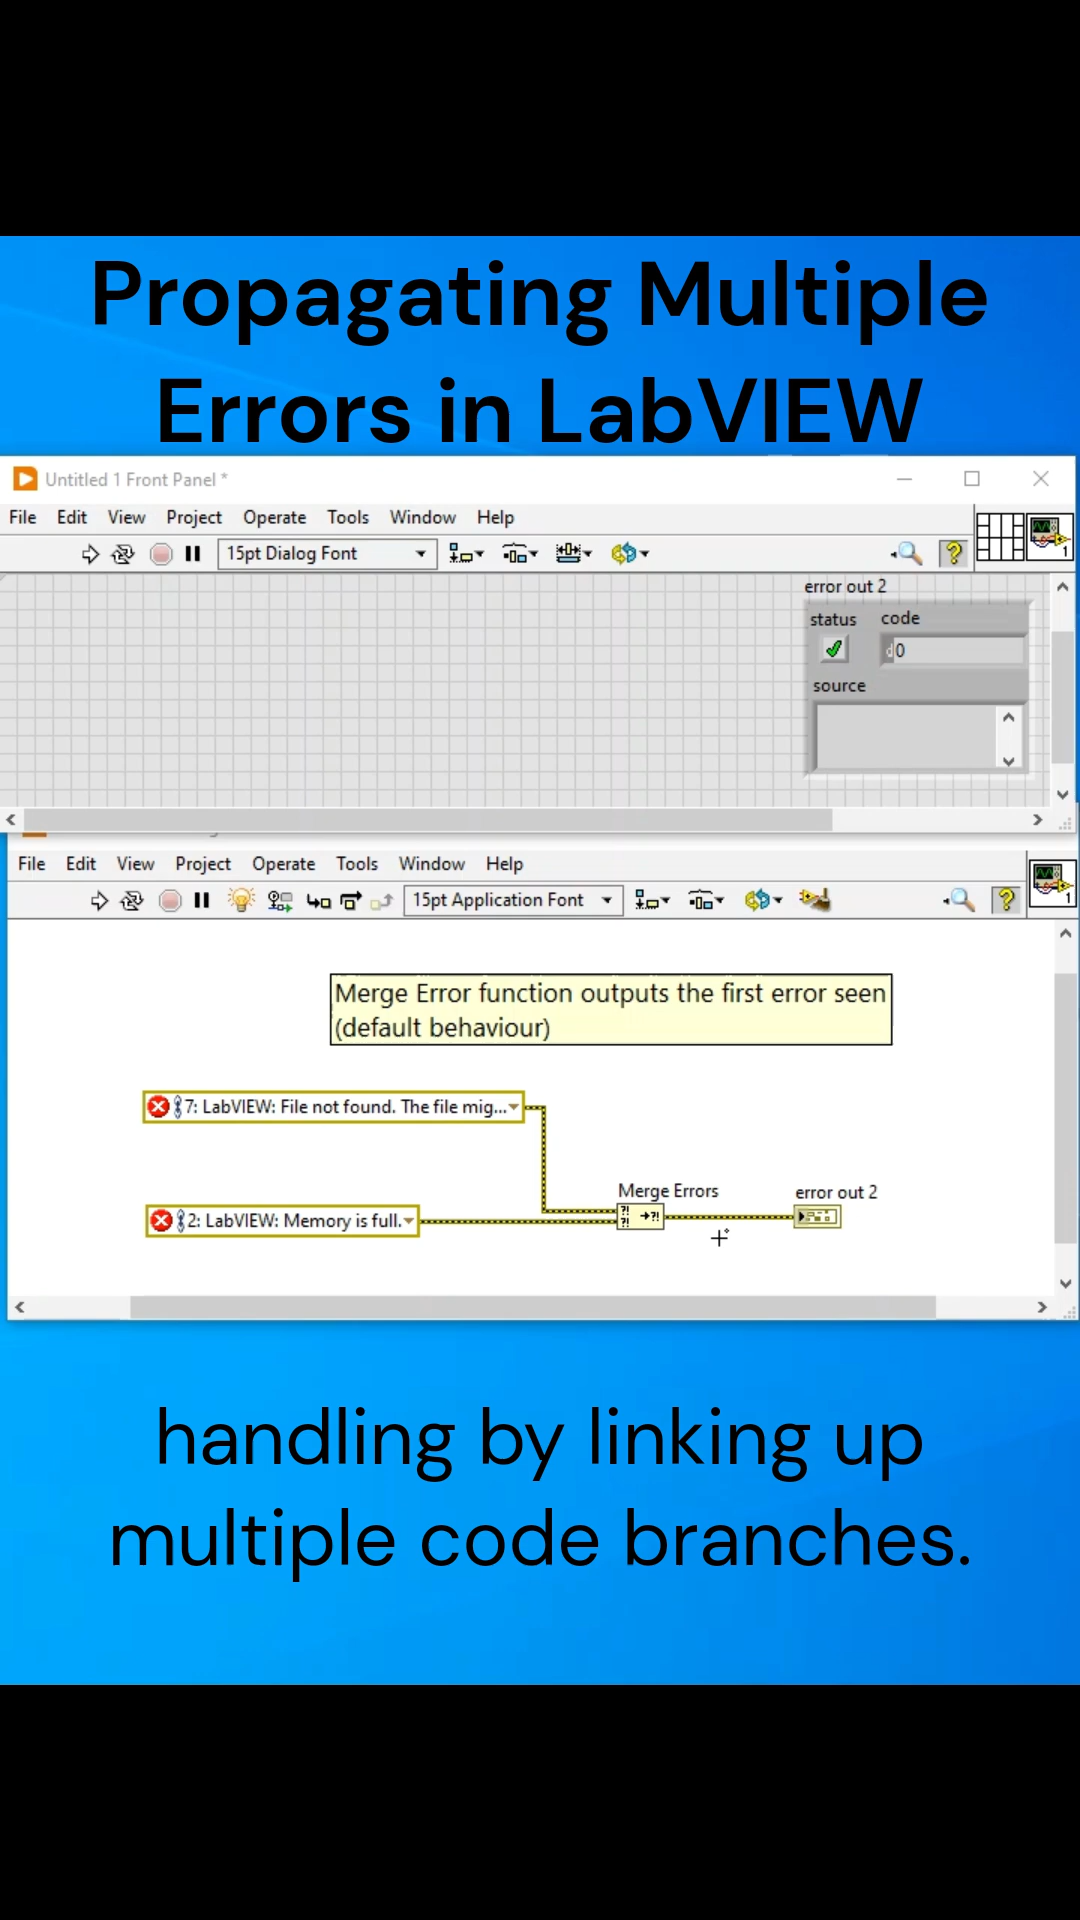 Propagating Multiple
Errors in LabVIEW
Untitled 1 Front Panel *
File Edit View Project Operate Tools Window Help
15pt Dialog Font
1
error out 2
status code
d0
source
File Edit View Project Operate Tools Window Help
15pt Application Font
1
Merge Error function outputs the first error seen
(default behaviour)
7: LabVIEW: File not found. The file mig...
Merge Errors error out 2
2: LabVIEW: Memory is full.
handling by linking up
multiple code branches.